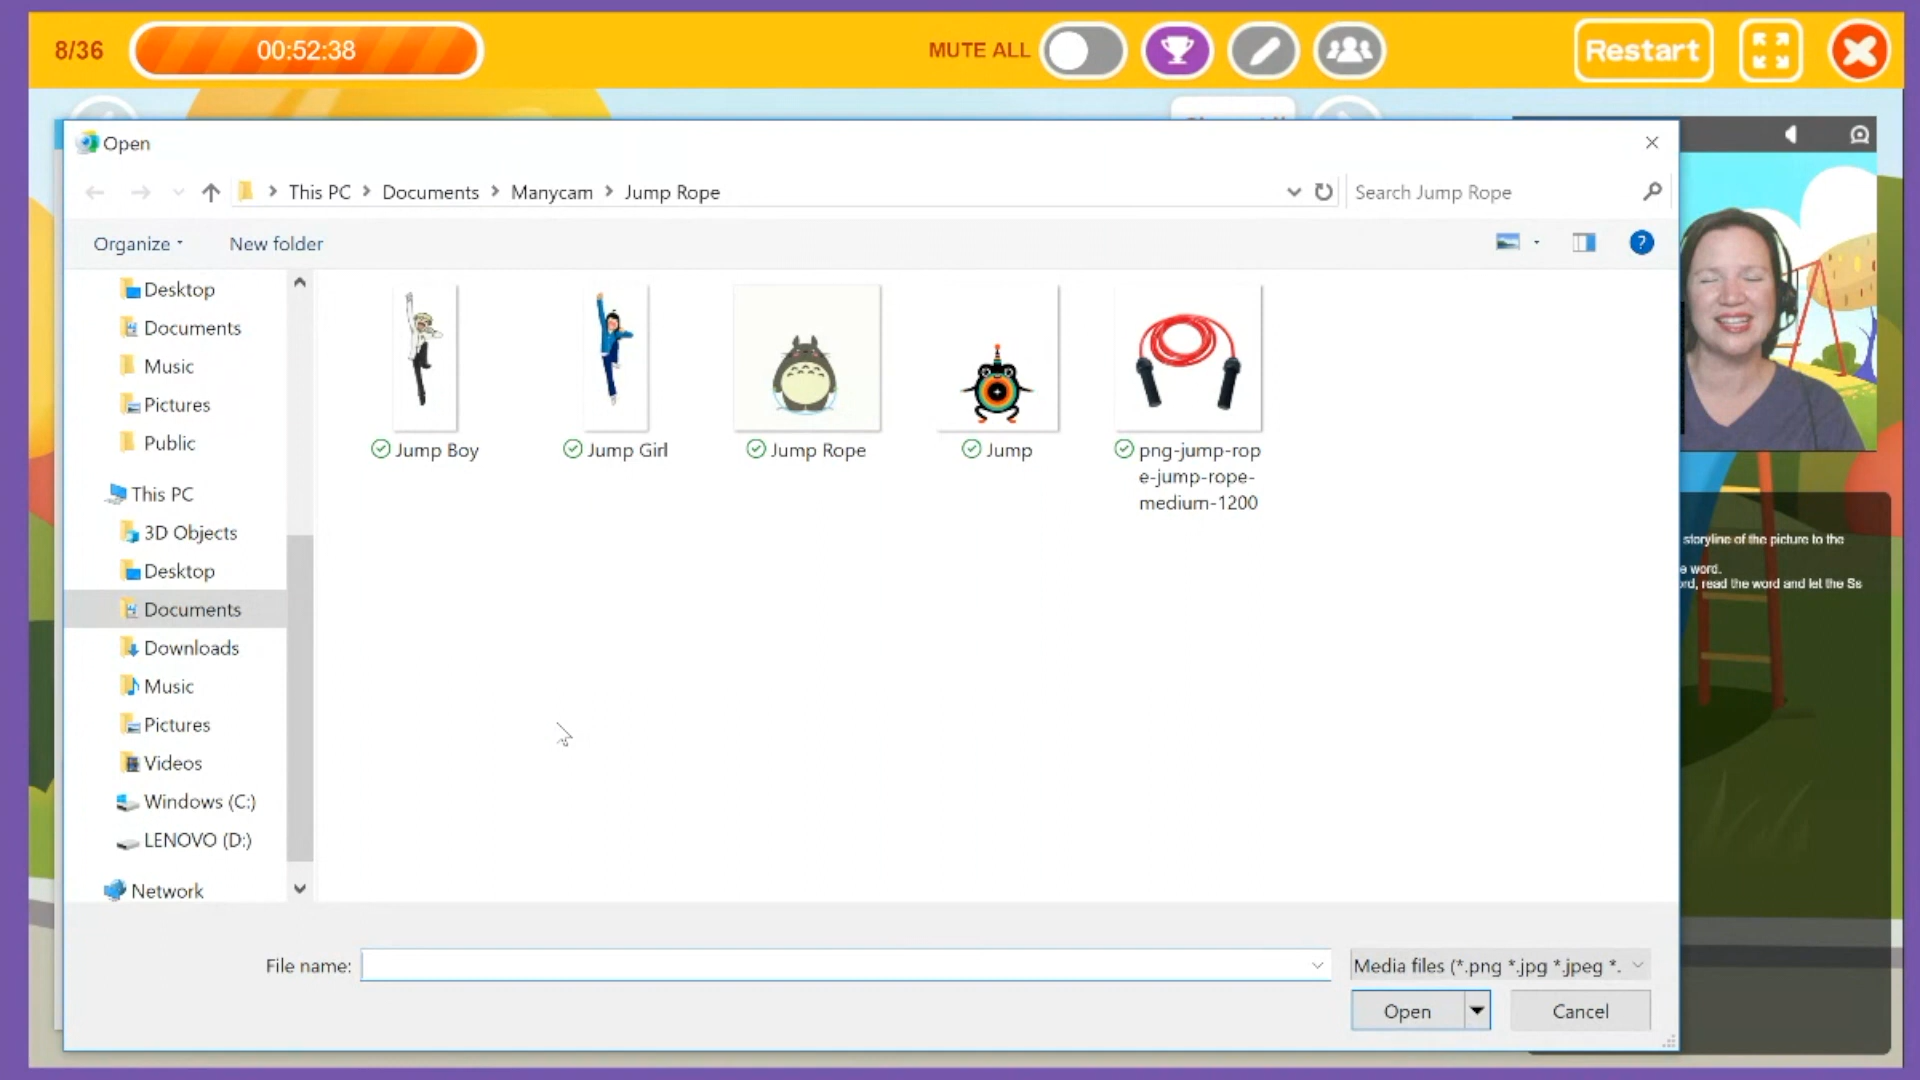 8/36
00:52:38
MUTE ALL
Restart
Open
This PC
Documents
Manycam
Jump Rope
Search Jump Rope
Organize
New folder
Desktop
Documents
Music
Pictures
Public
This PC
3D Objects
Desktop
Documents
Downloads
Music
Pictures
Videos
Windows (C:)
LENOVO (D:)
Network
Jump Boy
Jump Girl
Jump Rope
Jump
png-jump-rop
e-jump-rope-
medium-1200
storyline of the picture to the
word.
read the word and let the Ss
File name:
Media files (*.png *.jpg *.jpeg *.
Open
Cancel